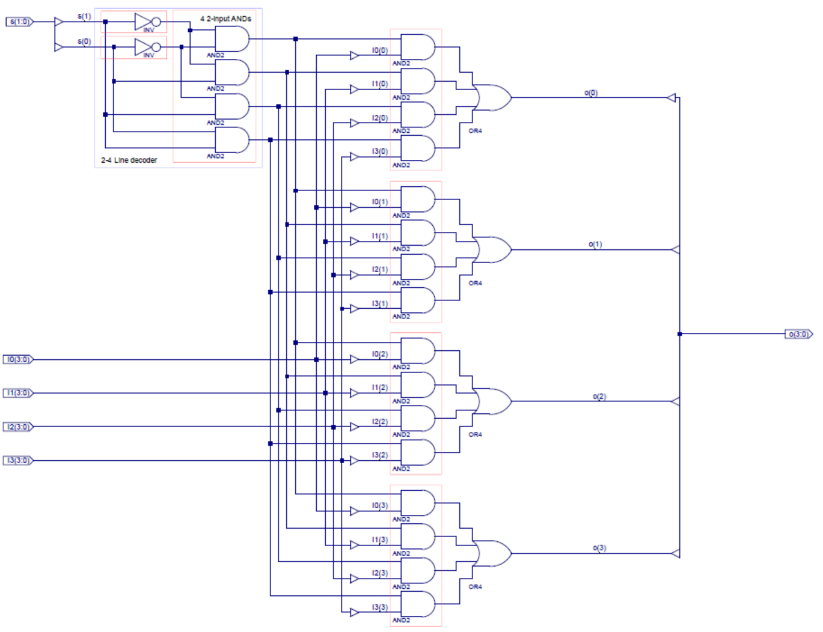 s(1:0)
s(1)
s(0)
INV
INV
4 2-input ANDs
AND2
AND2
AND2
AND2
2-4 Line decoder
I0(0)
AND2
I1(0)
AND2
I2(0)
AND2
I3(0)
AND2
OR4
o(0)
I0(1)
AND2
I1(1)
AND2
I2(1)
AND2
I3(1)
AND2
OR4
o(1)
o(3:0)
I0(3:0)
I1(3:0)
I2(3:0)
I3(3:0)
I0(2)
AND2
I1(2)
AND2
I2(2)
AND2
I3(2)
AND2
OR4
o(2)
I0(3)
AND2
I1(3)
AND2
I2(3)
AND2
I3(3)
AND2
OR4
o(3)